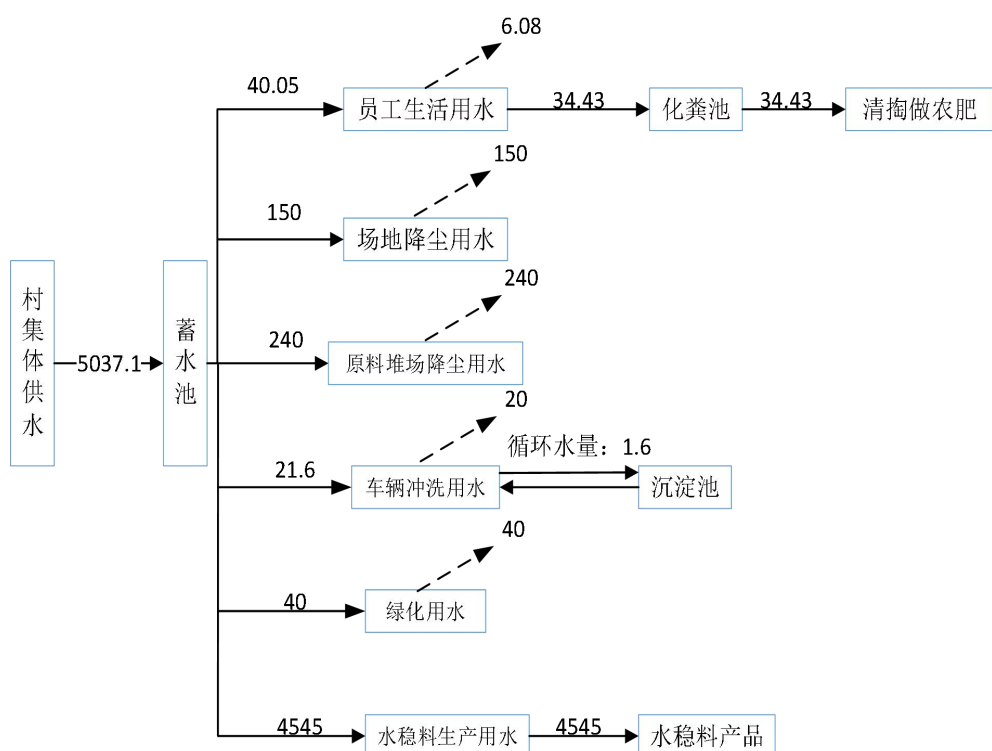 6.08
40.05
员工生活用水
34.43
化粪池
34.43
清掏做农肥
150
150
场地降尘用水
240
240
原料堆场降尘用水
村集体供水
5037.1
蓄水池
20
循环水量：1.6
21.6
车辆冲洗用水
沉淀池
40
40
绿化用水
4545
水稳料生产用水
4545
水稳料产品